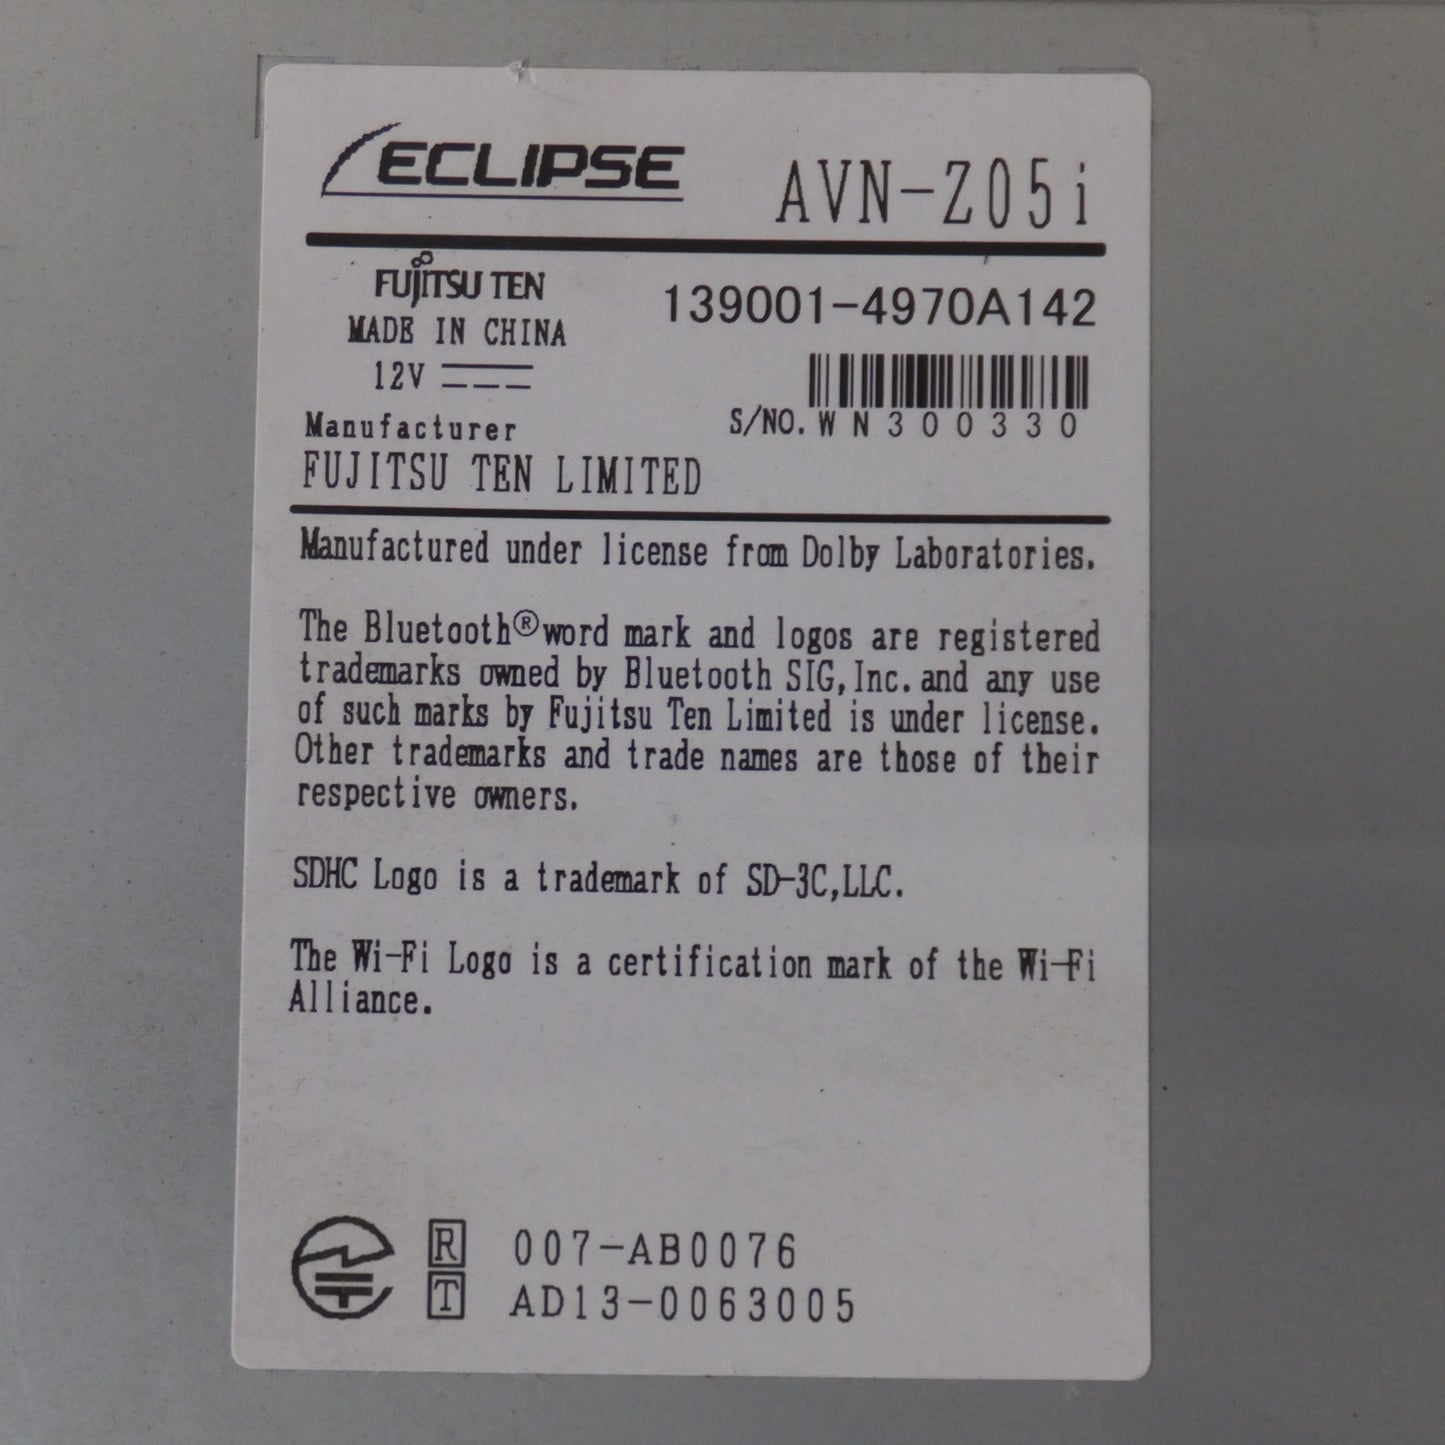 ECLIPSE AVN-Z05i
FUJITSU TEN
MADE IN CHINA
139001-4970A142
12V
S/NO. WN300330
Manufacturer
FUJITSU TEN LIMITED
Manufactured under license from Dolby Laboratories.
The Bluetooth® word mark and logos are registered
trademarks owned by Bluetooth SIG, Inc. and any use
of such marks by Fujitsu Ten Limited is under license.
Other trademarks and trade names are those of their
respective owners.
SDHC Logo is a trademark of SD-3C,LLC.
The Wi-Fi Logo is a certification mark of the Wi-Fi
Alliance.
R 007-AB0076
T AD13-0063005